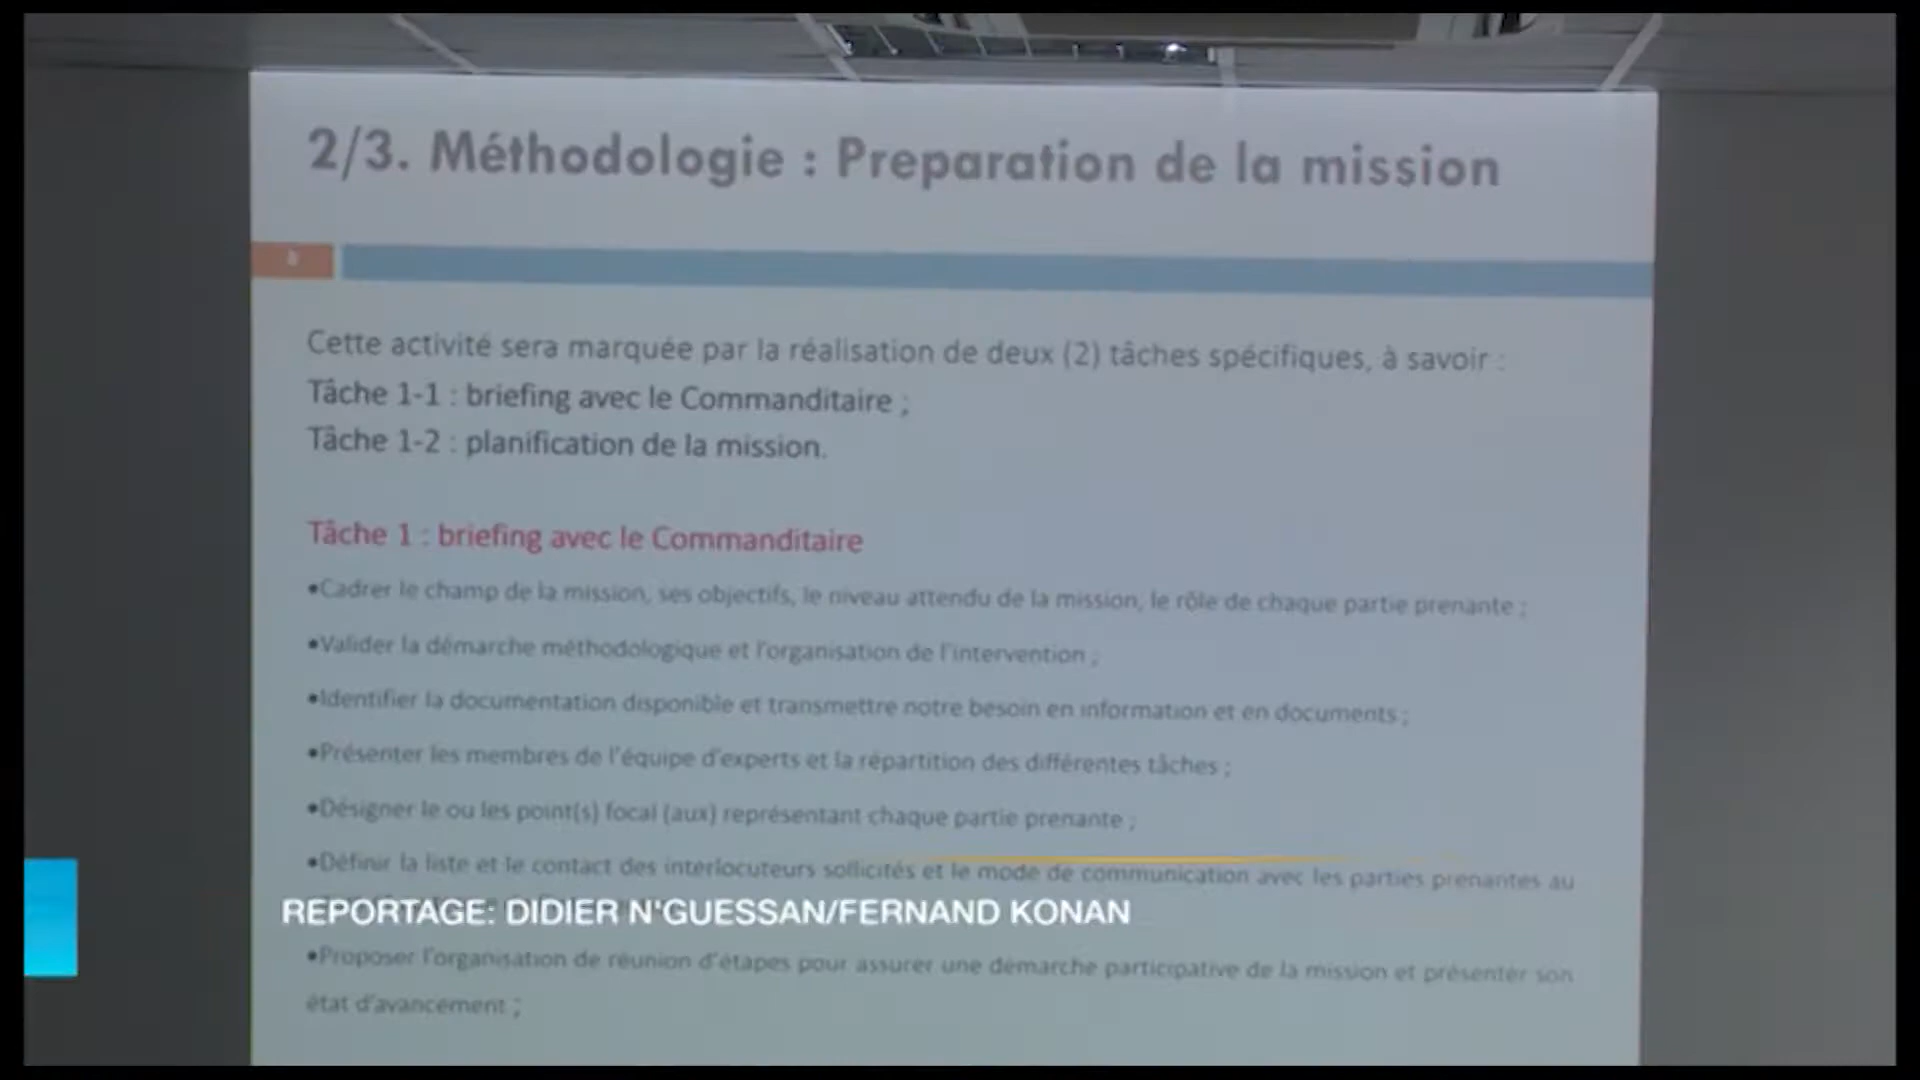 2/3. Méthodologie : Preparation de la mission
Cette activité sera marquée par la réalisation de deux (2) tâches spécifiques, à savoir :
Tâche 1-1 : briefing avec le Commanditaire ;
Tâche 1-2 : planification de la mission.
Tâche 1 : briefing avec le Commanditaire
•Cadrer le champ de la mission, ses objectifs, le niveau attendu de la mission, le rôle de chaque partie prenante ;
•Valider la démarche méthodologique et l'organisation de l'intervention ;
•Identifier la documentation disponible et transmettre notre besoin en information et en documents ;
•Présenter les membres de l'équipe d'experts et la répartition des différentes tâches ;
•Désigner le ou les point(s) focal (aux) représentant chaque partie prenante ;
•Définir la liste et le contact des interlocuteurs sollicités et le mode de communication avec les parties prenantes au
REPORTAGE: DIDIER N'GUESSAN/FERNAND KONAN
•Proposer l'organisation de réunion d'étapes pour assurer une démarche participative de la mission et présenter son
état d'avancement ;